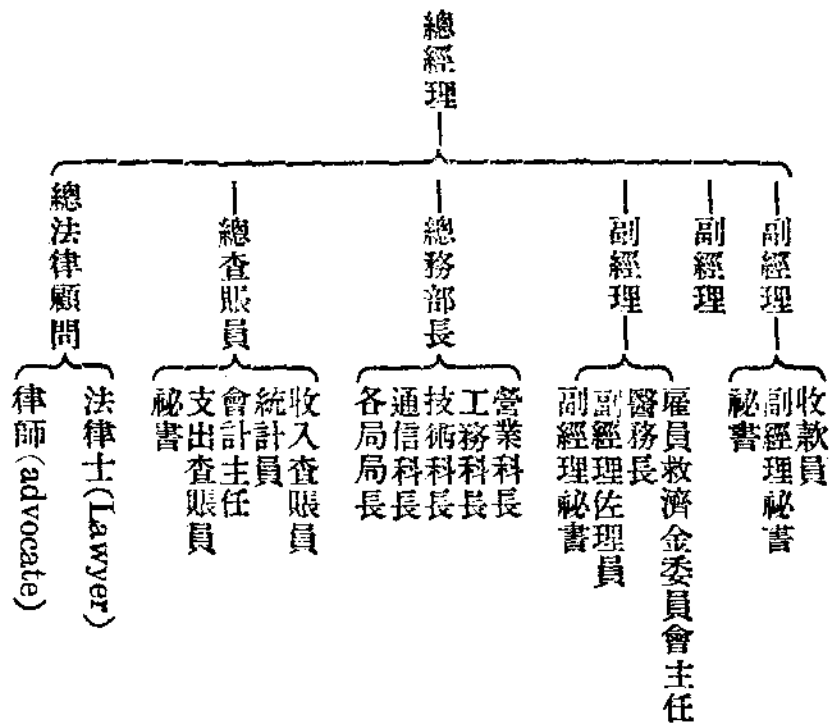 總經理
副經理
收款員
副經理祕書
祕書
副經理
副經理
雇員救濟金委員會主任
醫務長
副經理佐理員
副經理祕書
總務部長
營業科長
工務科長
技術科長
通信科長
各局局長
總查賬員
收入查賬員
統計員
會計主任
支出查賬員
祕書
總法律顧問
法律士(Lawyer)
律師(advocate)